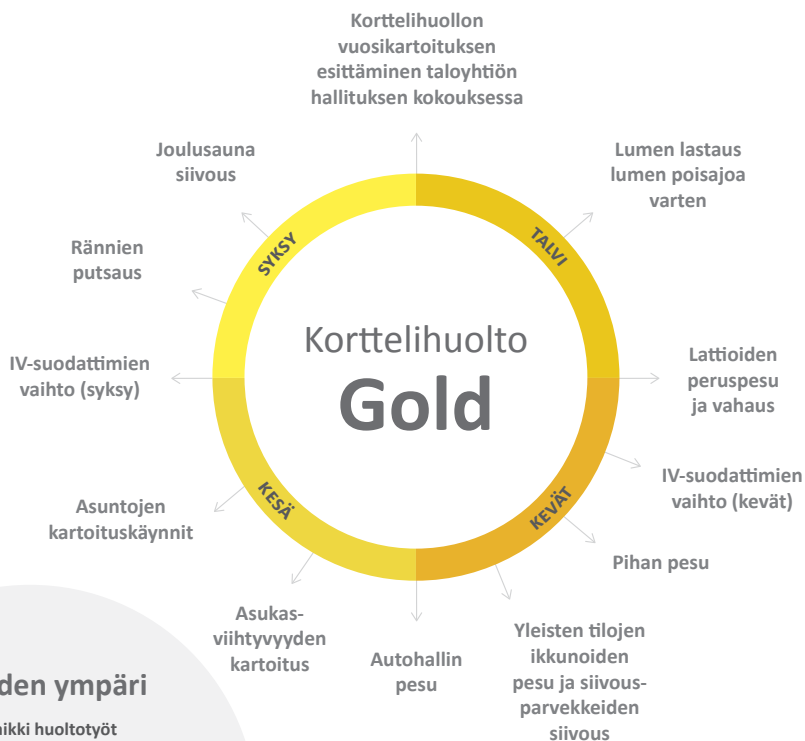 Korttelihuollon
vuosikartoituksen
esittäminen taloyhtiön
hallituksen kokouksessa
Joulusauna
siivous
Lumen lastaus
lumen poisajoa
varten
SYKSY
TALVI
Rännien
putsaus
Korttelihuolto
Gold
IV-suodattimien
vaihto (syksy)
Lattioiden
peruspesu
ja vahaus
IV-suodattimien
vaihto (kevät)
KESÄ
KEVÄT
Asuntojen
kartoituskäynnit
Pihan pesu
Asukas-
viihtyvyyden
kartoitus
Autohallin
pesu
Yleisten tilojen
ikkunoiden
pesu ja siivous-
parvekkeiden
siivous
den ympäri
ikki huoltotyöt